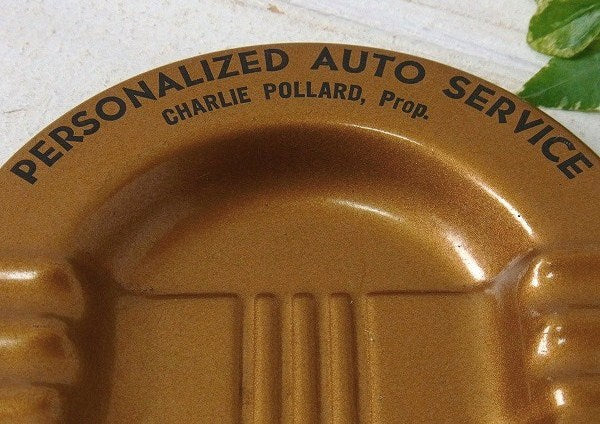 PERSONALIZED AUTO SERVICE
CHARLIE POLLARD, Prop.